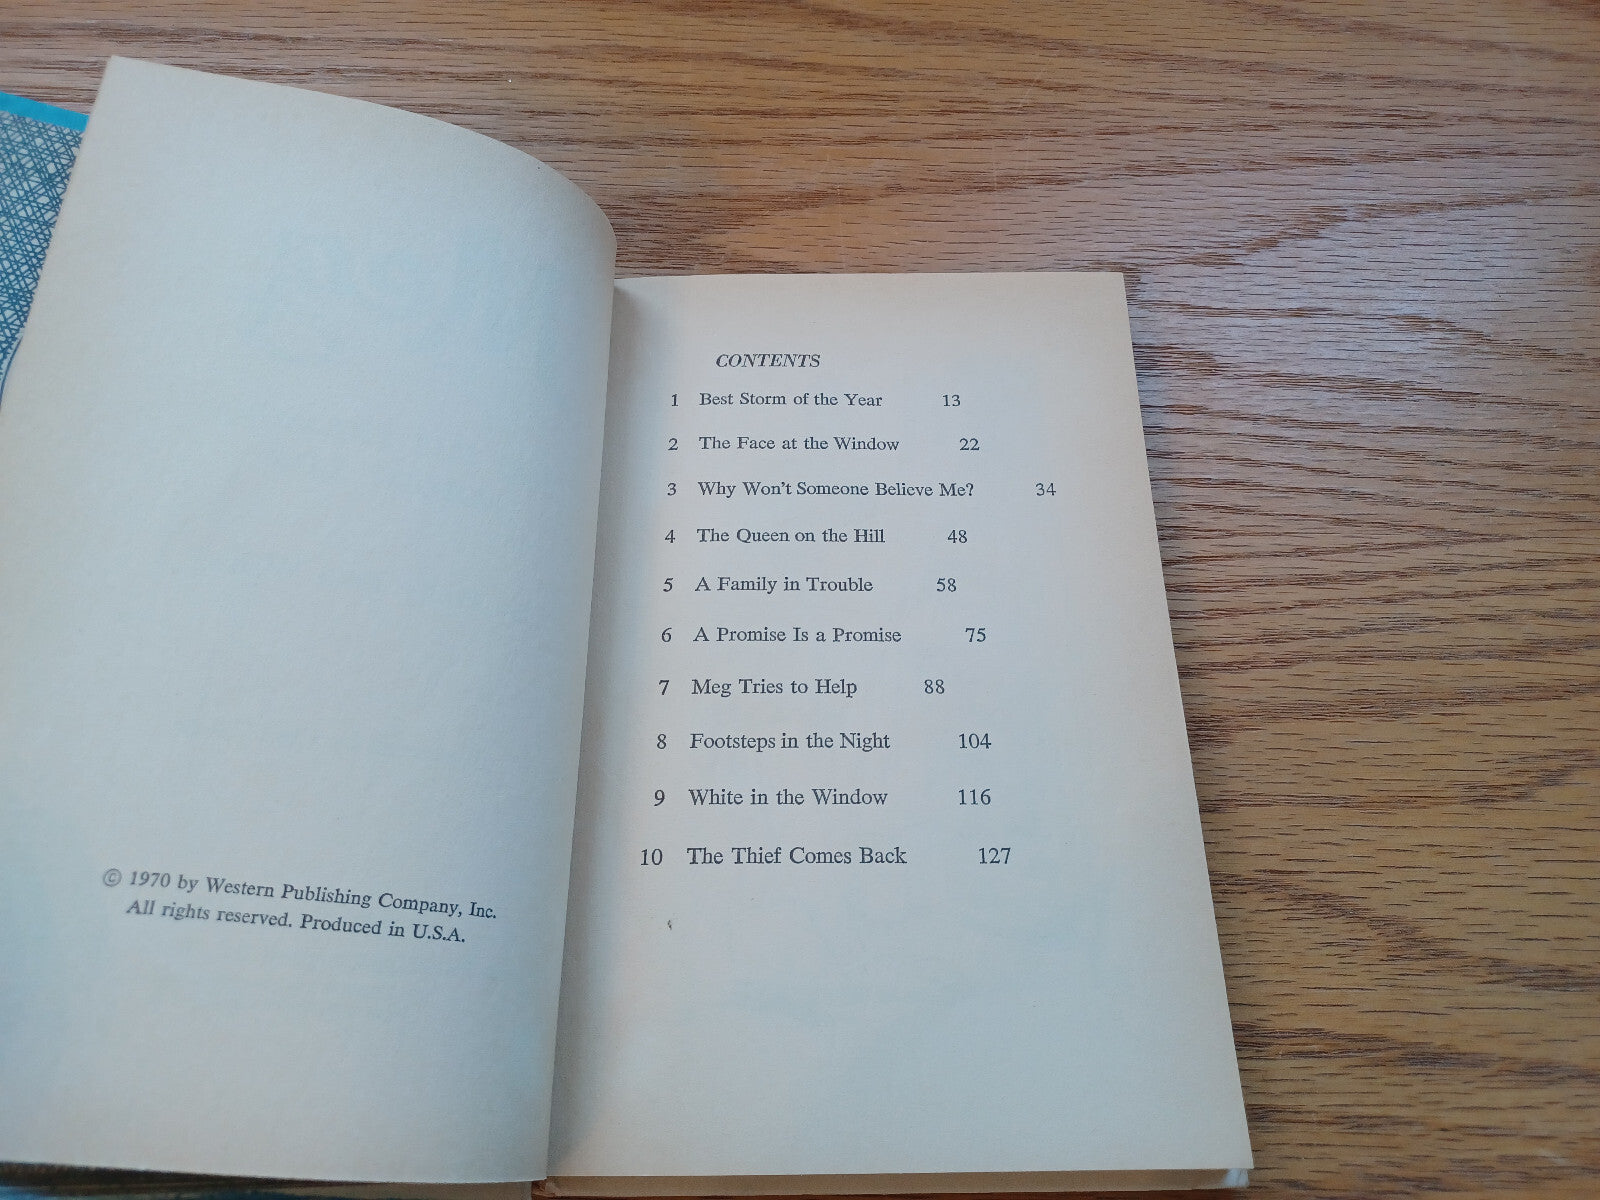 © 1970 by Western Publishing Company, Inc.
All rights reserved. Produced in U.S.A.
CONTENTS
1 Best Storm of the Year 13
2 The Face at the Window 22
3 Why Won't Someone Believe Me? 34
4 The Queen on the Hill 48
5 A Family in Trouble 58
6 A Promise Is a Promise 75
7 Meg Tries to Help 88
8 Footsteps in the Night 104
9 White in the Window 116
10 The Thief Comes Back 127